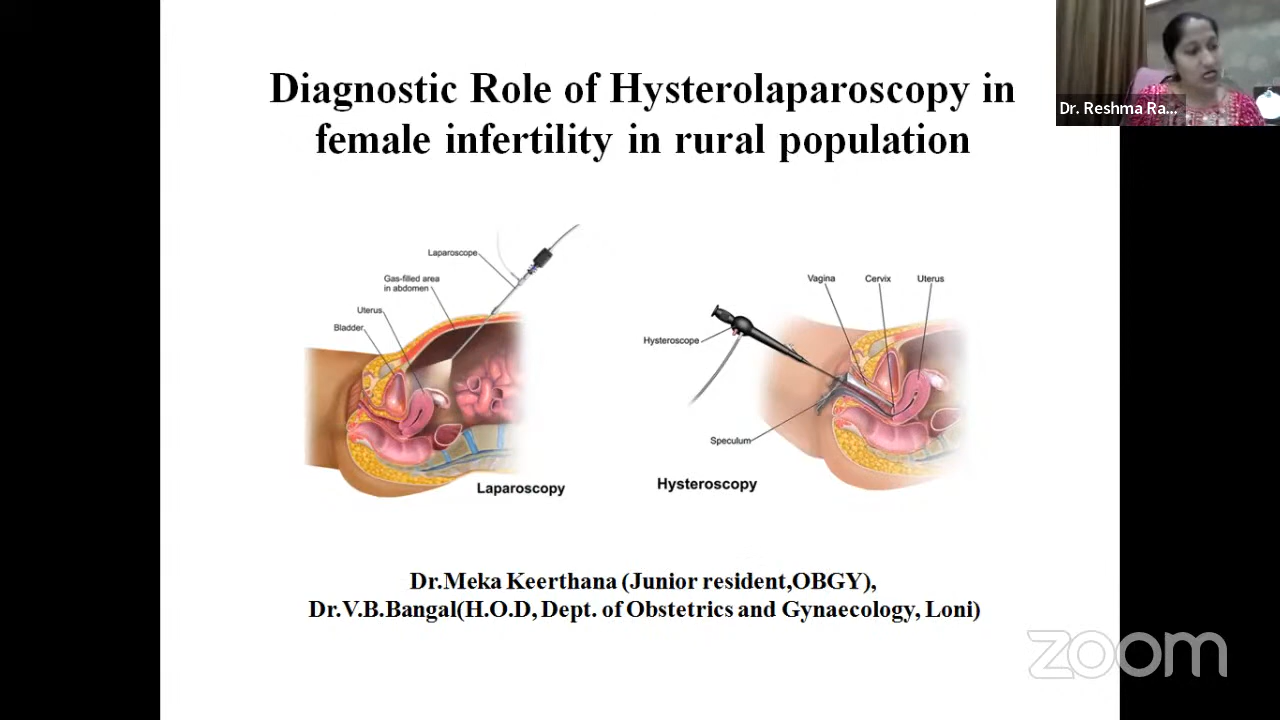 Diagnostic Role of Hysterolaparoscopy in
female infertility in rural population
Dr. Reshma Ra...
Laparoscope
Gas-filled area
in abdomen
Uterus
Bladder
Laparoscopy
Vagina
Cervix
Uterus
Hysteroscope
Speculum
Hysteroscopy
Dr.Meka Keerthana (Junior resident,OBGY),
Dr.V.B.Bangal(H.O.D, Dept. of Obstetrics and Gynaecology, Loni)
zoom